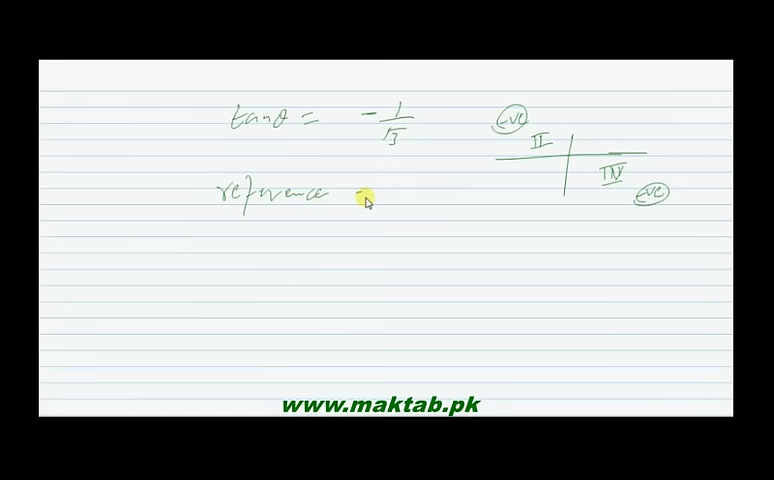 tanθ = -1/√3
-ve
II
IV
-ve
reference =
www.maktab.pk